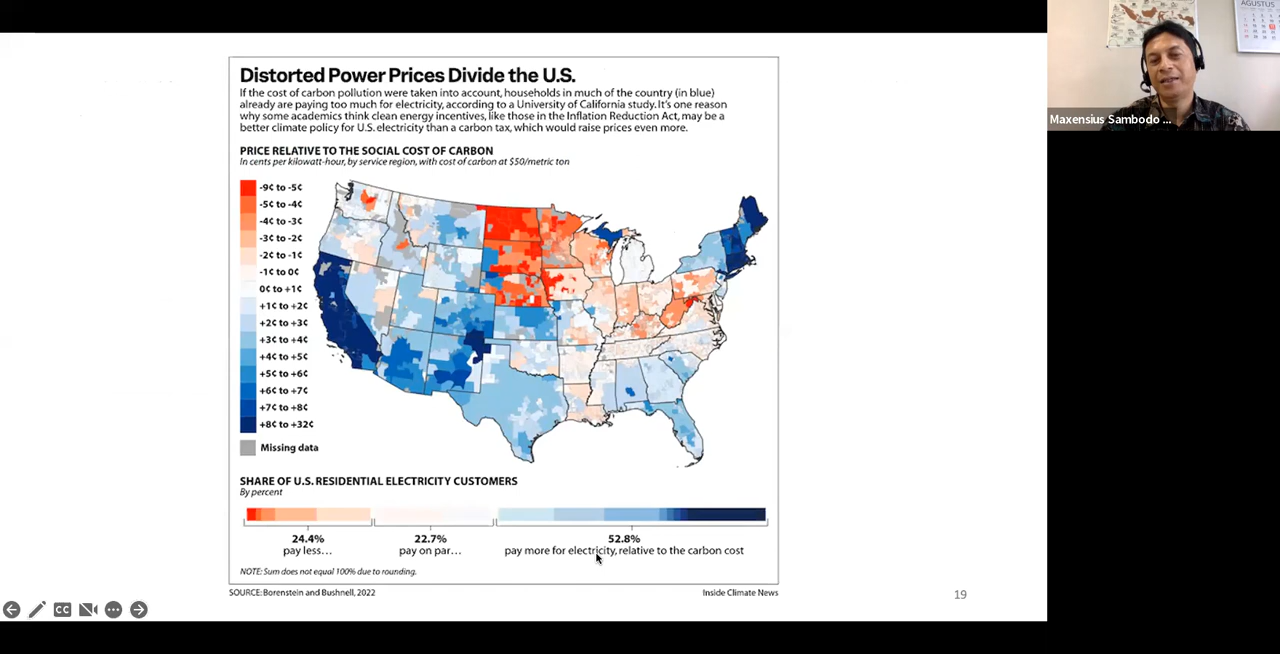 Distorted Power Prices Divide the U.S.
If the cost of carbon pollution were taken into account, households in much of the country (in blue)
already are paying too much for electricity, according to a University of California study. It's one reason
why some academics think clean energy incentives, like those in the Inflation Reduction Act, may be a
better climate policy for U.S. electricity than a carbon tax, which would raise prices even more.
PRICE RELATIVE TO THE SOCIAL COST OF CARBON
In cents per kilowatt-hour, by service region, with cost of carbon at $50/metric ton
-9¢ to -5¢
-5¢ to -4¢
-4¢ to -3¢
-3¢ to -2¢
-2¢ to -1¢
-1¢ to 0¢
0¢ to +1¢
+1¢ to +2¢
+2¢ to +3¢
+3¢ to +4¢
+4¢ to +5¢
+5¢ to +6¢
+6¢ to +7¢
+7¢ to +8¢
+8¢ to +32¢
Missing data
SHARE OF U.S. RESIDENTIAL ELECTRICITY CUSTOMERS
By percent
24.4%
pay less...
22.7%
pay on par...
52.8%
pay more for electricity, relative to the carbon cost
NOTE: Sum does not equal 100% due to rounding.
SOURCE: Borenstein and Bushnell, 2022
Inside Climate News
19
CC
AGUSTUS
Maxensius Sambodo ...